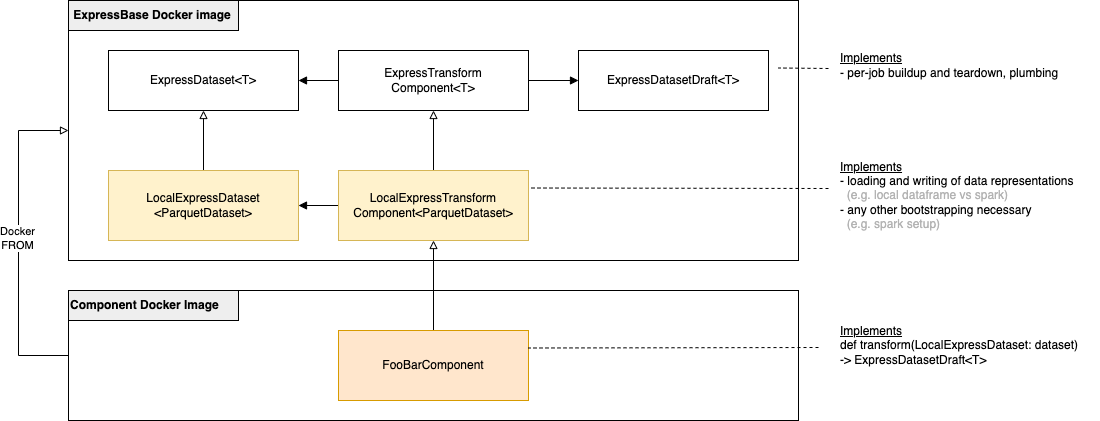 ExpressBase Docker image
ExpressDataset<T>
ExpressTransform
Component<T>
ExpressDatasetDraft<T>
Implements
- per-job buildup and teardown, plumbing
LocalExpressDataset
<ParquetDataset>
LocalExpressTransform
Component<ParquetDataset>
Implements
- loading and writing of data representations
(e.g. local dataframe vs spark)
- any other bootstrapping necessary
(e.g. spark setup)
Docker
FROM
Component Docker Image
FooBarComponent
Implements
def transform(LocalExpressDataset: dataset)
-> ExpressDatasetDraft<T>